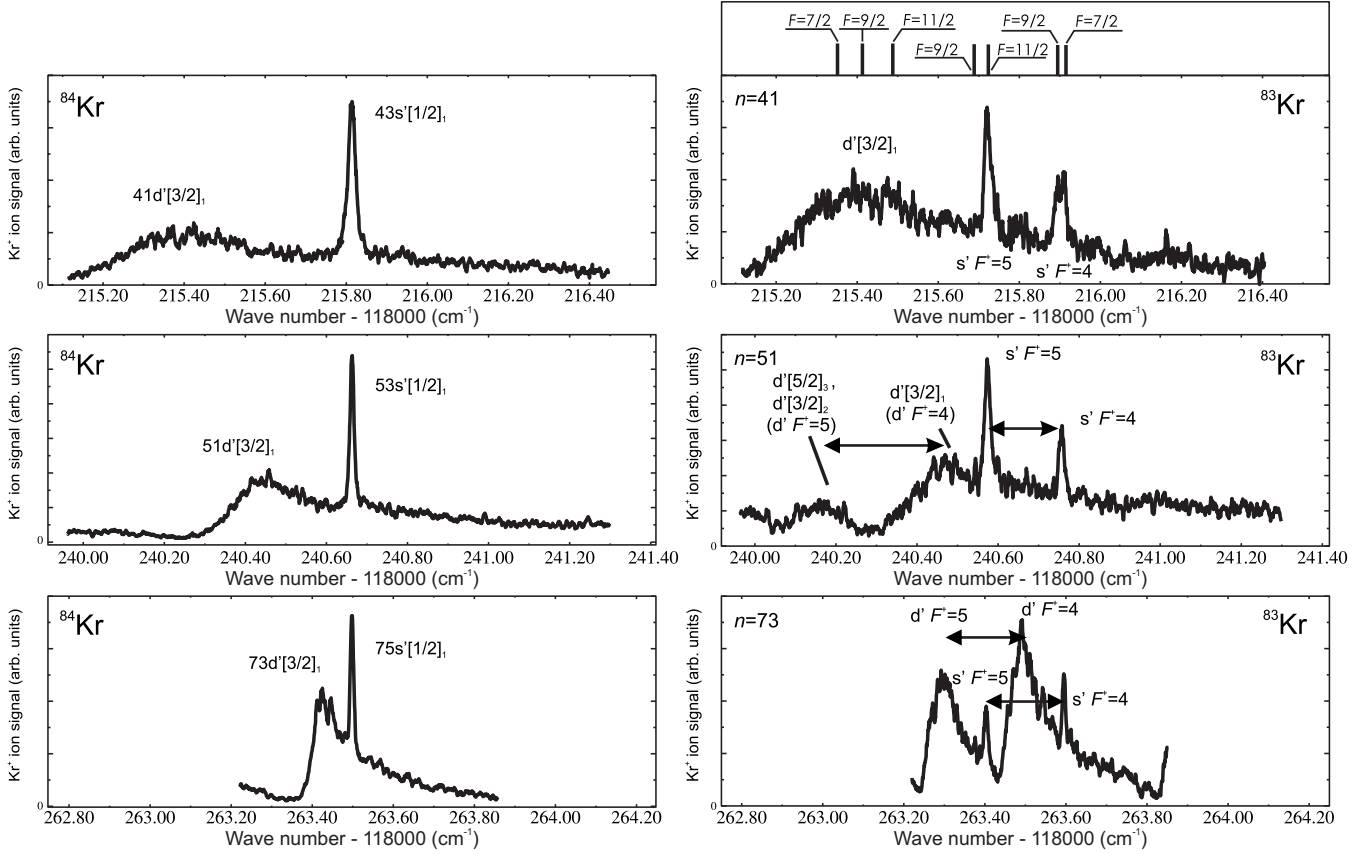 F=7/2 F=9/2 F=11/2 F=9/2 F=7/2
F=9/2 F=11/2
⁸⁴Kr
43s'[1/2]₁
41d'[3/2]₁
Kr⁺ ion signal (arb. units)
0
215.20 215.40 215.60 215.80 216.00 216.20 216.40
Wave number - 118000 (cm⁻¹)
n=41
⁸³Kr
d'[3/2]₁
s' F⁺=5
s' F⁺=4
Kr⁺ ion signal (arb. units)
0
215.20 215.40 215.60 215.80 216.00 216.20 216.40
Wave number - 118000 (cm⁻¹)
⁸⁴Kr
53s'[1/2]₁
51d'[3/2]₁
Kr⁺ ion signal (arb. units)
0
240.00 240.20 240.40 240.60 240.80 241.00 241.20 241.40
Wave number - 118000 (cm⁻¹)
n=51
⁸³Kr
s' F⁺=5
d'[5/2]₃,
d'[3/2]₂
(d' F⁺=5)
d'[3/2]₁
(d' F⁺=4)
s' F⁺=4
Kr⁺ ion signal (arb. units)
0
240.00 240.20 240.40 240.60 240.80 241.00 241.20 241.40
Wave number - 118000 (cm⁻¹)
⁸⁴Kr
75s'[1/2]₁
73d'[3/2]₁
Kr⁺ ion signal (arb. units)
0
262.80 263.00 263.20 263.40 263.60 263.80 264.00 264.20
Wave number - 118000 (cm⁻¹)
n=73
⁸³Kr
d' F⁺=5
d' F⁺=4
s' F⁺=5
s' F⁺=4
Kr⁺ ion signal (arb. units)
0
262.80 263.00 263.20 263.40 263.60 263.80 264.00 264.20
Wave number - 118000 (cm⁻¹)